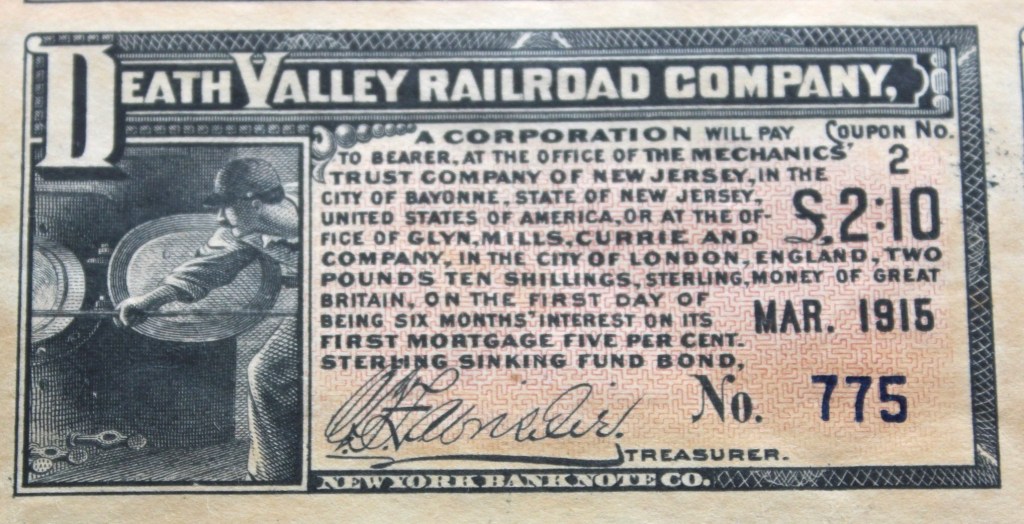 DEATH VALLEY RAILROAD COMPANY,
A CORPORATION WILL PAY
TO BEARER, AT THE OFFICE OF THE MECHANICS'
TRUST COMPANY OF NEW JERSEY, IN THE
CITY OF BAYONNE, STATE OF NEW JERSEY,
UNITED STATES OF AMERICA, OR AT THE OF-
FICE OF GLYN, MILLS, CURRIE AND
COMPANY, IN THE CITY OF LONDON, ENGLAND, TWO
POUNDS TEN SHILLINGS, STERLING, MONEY OF GREAT
BRITAIN, ON THE FIRST DAY OF
BEING SIX MONTHS' INTEREST ON ITS
FIRST MORTGAGE FIVE PER CENT.
STERLING SINKING FUND BOND,
COUPON NO.
2
£2:10
MAR. 1915
No. 775
TREASURER.
NEW YORK BANK NOTE CO.